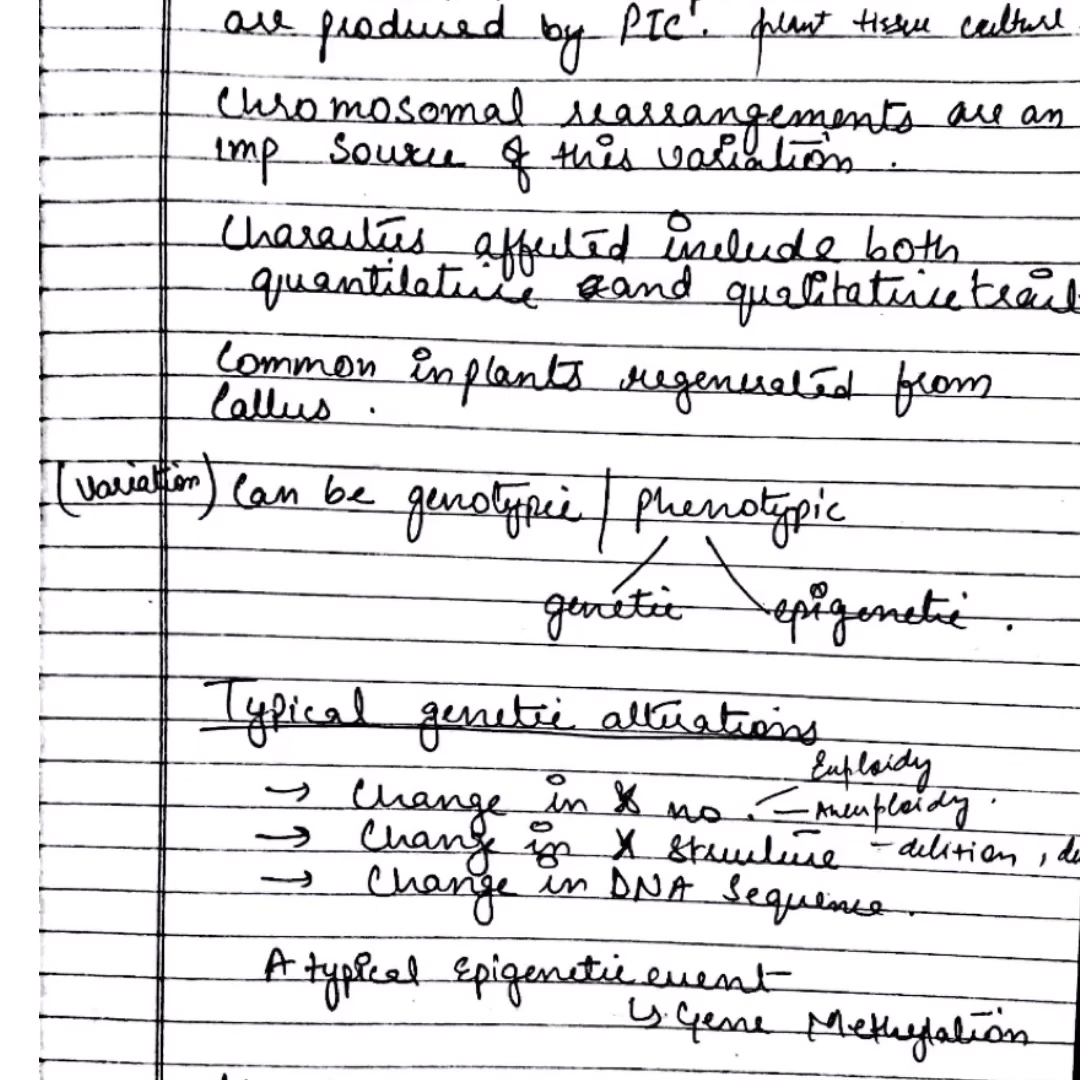 are produced by PTC. plant tissue culture
Chromosomal rearrangements are an
imp source of this variation.
Characters affected include both
quantitative and qualitative trait
Common in plants regenerated from
Callus.
(variation) can be genotypic / phenotypic
genetic epigenetic.
Typical genetic alterations
Euploidy
→ Change in X no. Aneuploidy.
→ Change in X structure - deletion, du
→ Change in DNA sequence.
A typical epigenetic event
↳ Gene Methylation